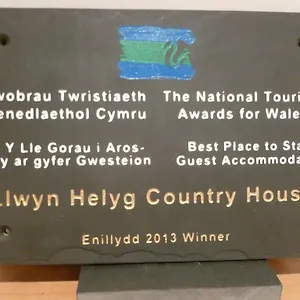 wobrau Twristiaeth
enedlaethol Cymru
Y Lle Gorau i Aros-
y ar gyfer Gwesteion
The National Touri
Awards for Wale
Best Place to Sta
Guest Accommoda
Llwyn Helyg Country Hous
Enillydd 2013 Winner